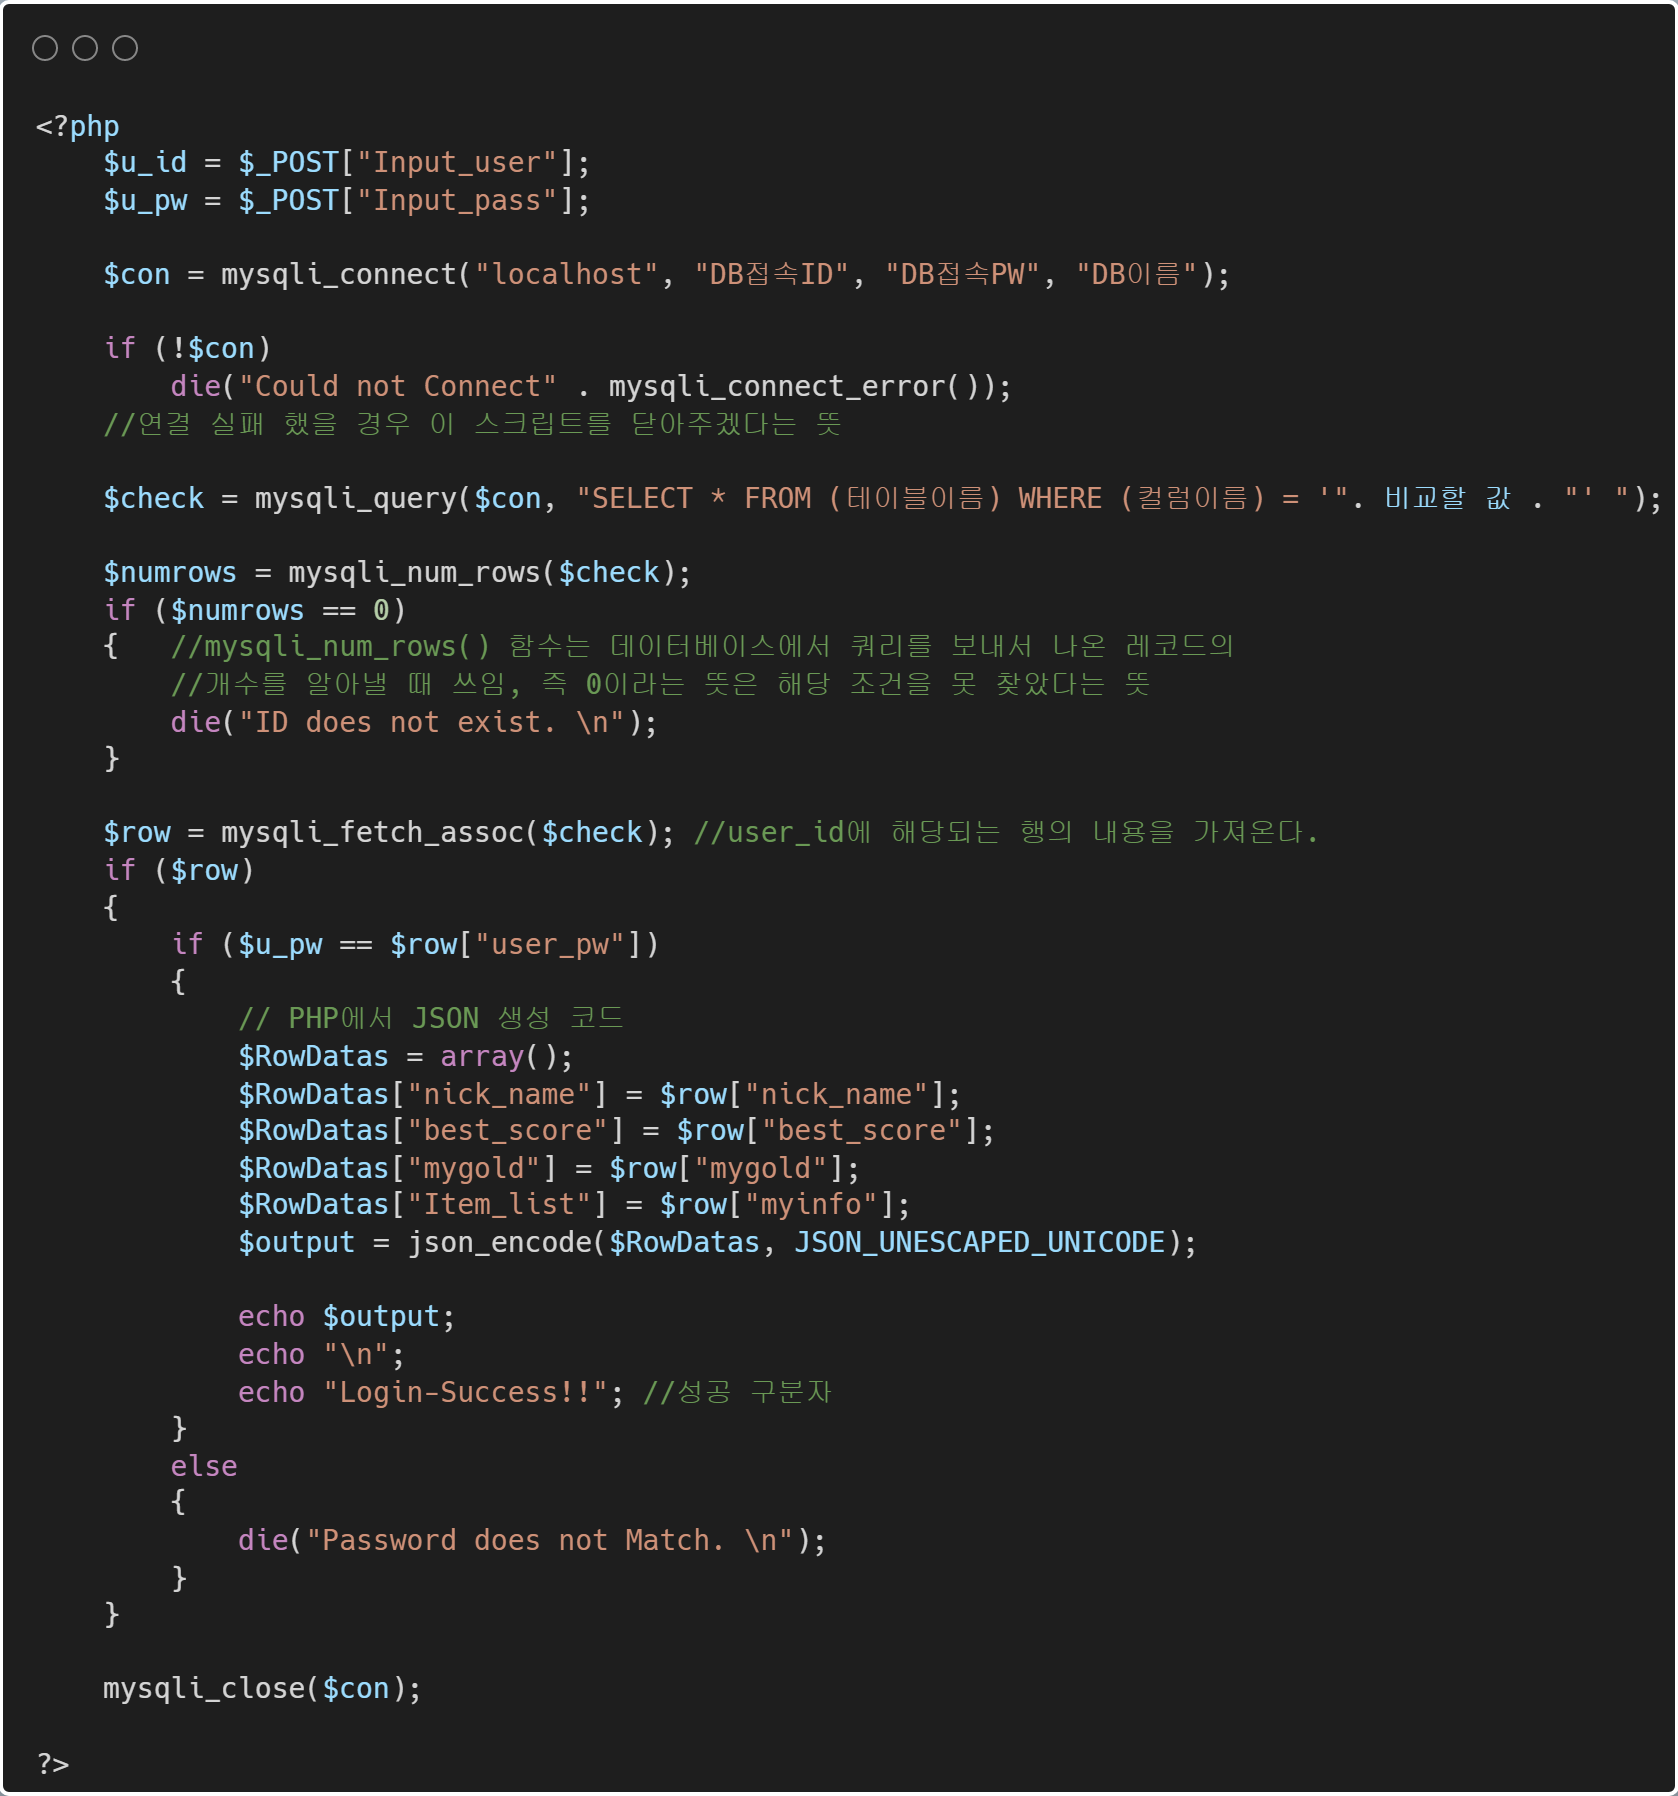 <?php
    $u_id = $_POST["Input_user"];
    $u_pw = $_POST["Input_pass"];

    $con = mysqli_connect("localhost", "DB접속ID", "DB접속PW", "DB이름");

    if (!$con)
        die("Could not Connect" . mysqli_connect_error());
    //연결 실패 했을 경우 이 스크립트를 닫아주겠다는 뜻

    $check = mysqli_query($con, "SELECT * FROM (테이블이름) WHERE (컬럼이름) = '". 비교할 값 . "' ");

    $numrows = mysqli_num_rows($check);
    if ($numrows == 0)
    {   //mysqli_num_rows() 함수는 데이터베이스에서 쿼리를 보내서 나온 레코드의
        //개수를 알아낼 때 쓰임, 즉 0이라는 뜻은 해당 조건을 못 찾았다는 뜻
        die("ID does not exist. \n");
    }

    $row = mysqli_fetch_assoc($check); //user_id에 해당되는 행의 내용을 가져온다.
    if ($row)
    {
        if ($u_pw == $row["user_pw"])
        {
            // PHP에서 JSON 생성 코드
            $RowDatas = array();
            $RowDatas["nick_name"] = $row["nick_name"];
            $RowDatas["best_score"] = $row["best_score"];
            $RowDatas["mygold"] = $row["mygold"];
            $RowDatas["Item_list"] = $row["myinfo"];
            $output = json_encode($RowDatas, JSON_UNESCAPED_UNICODE);

            echo $output;
            echo "\n";
            echo "Login-Success!!"; //성공 구분자
        }
        else
        {
            die("Password does not Match. \n");
        }
    }

    mysqli_close($con);

?>